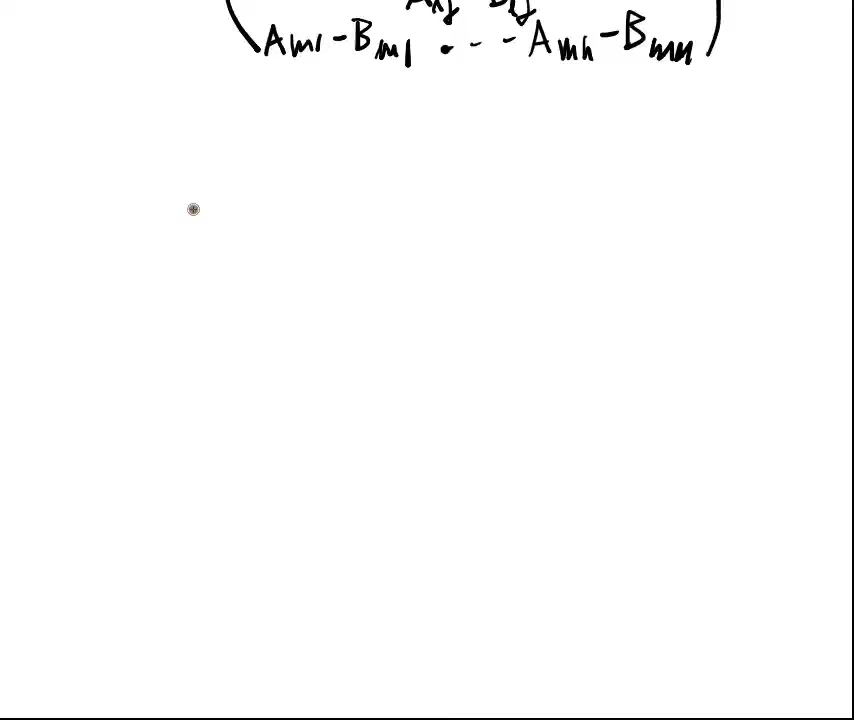 A_{m1} - B_{m1} . - - A_{mn} - B_{mn}